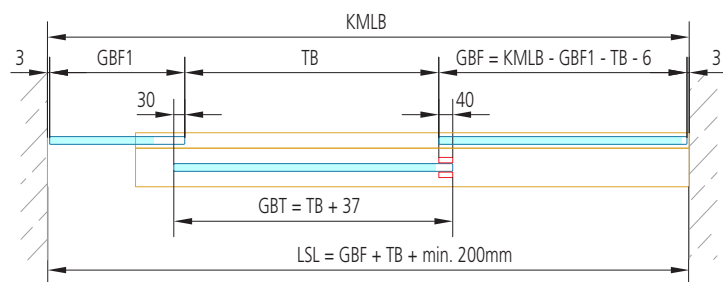 KMLB
3 GBF1 TB GBF = KMLB - GBF1 - TB - 6 3
30 40
GBT = TB + 37
LSL = GBF + TB + min. 200mm